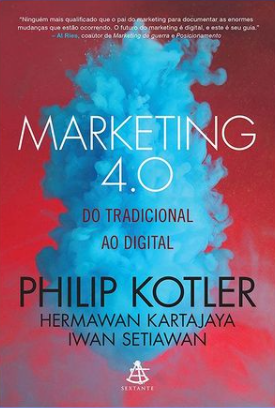 "Ninguém mais qualificado que o pai do marketing para documentar as enormes
mudanças que estão ocorrendo. O futuro do marketing é digital, e este é seu guia."
– Al Ries, coautor de Marketing de guerra e Posicionamento
MARKETING
4.0
DO TRADICIONAL
AO DIGITAL
PHILIP KOTLER
HERMAWAN KARTAJAYA
IWAN SETIAWAN
SEXTANTE